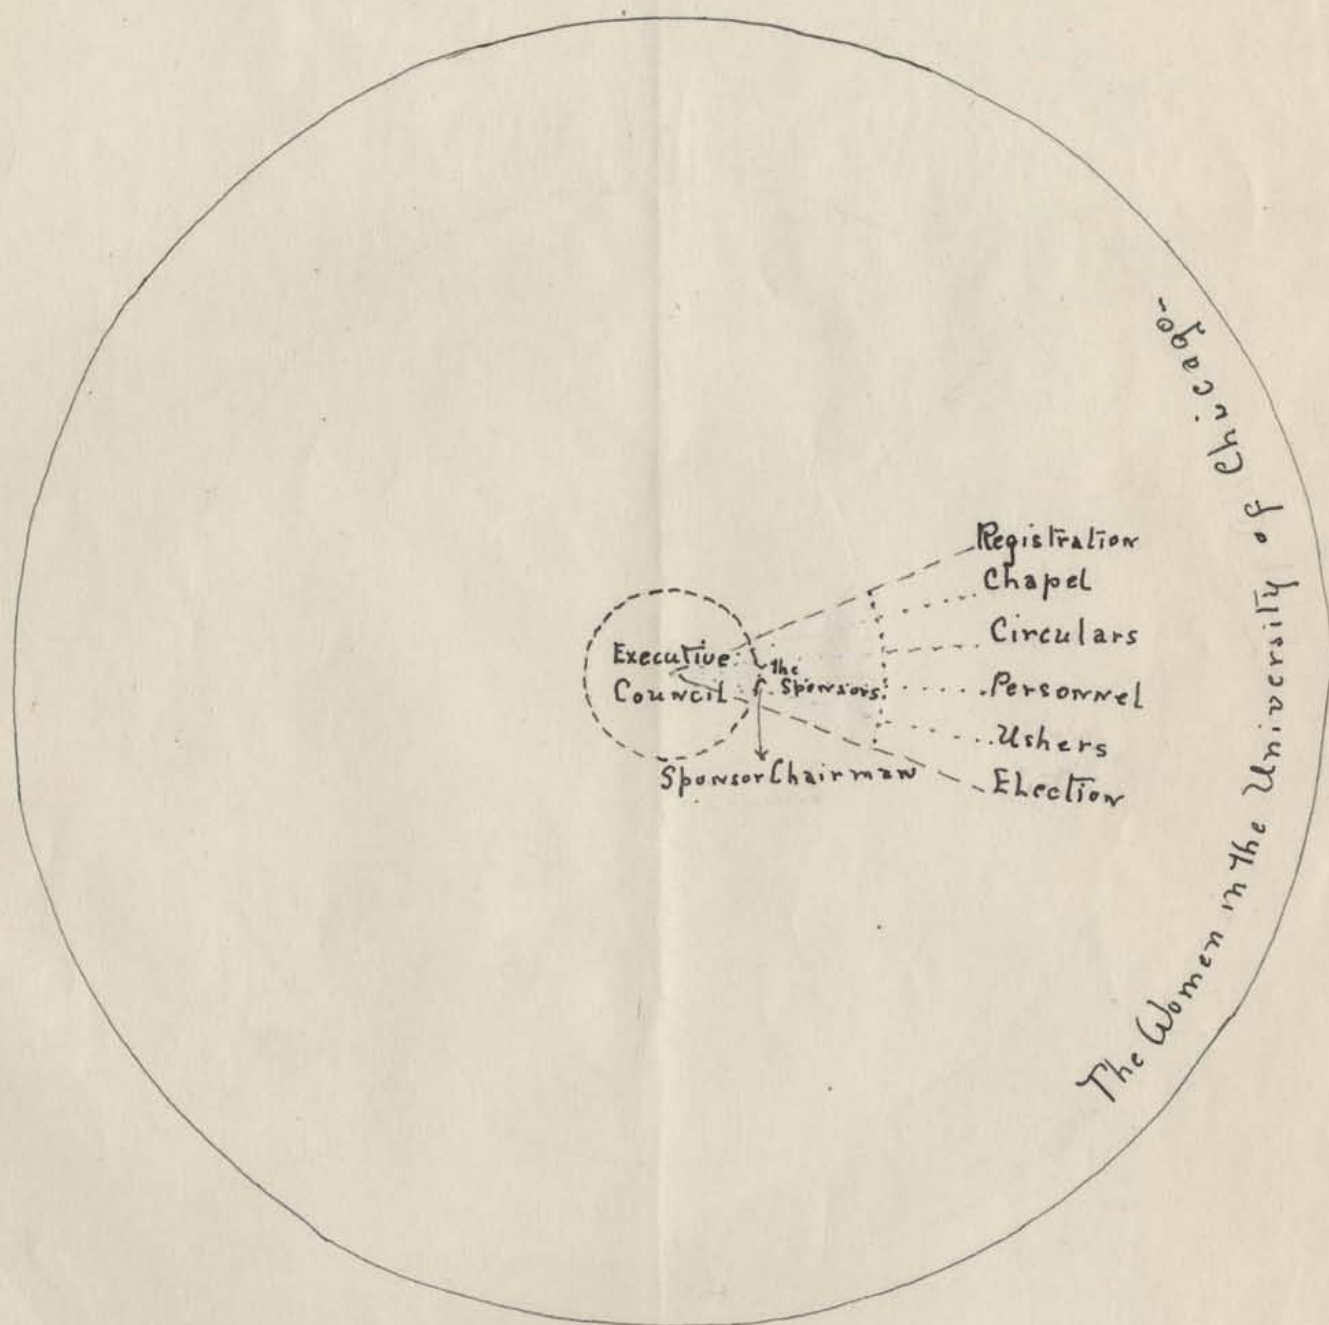 Registration
Chapel
Circulars
Personnel
Ushers
Election
Executive
Council
the
Sponsors
Sponsor Chairman
The Women in the University of Chicago-